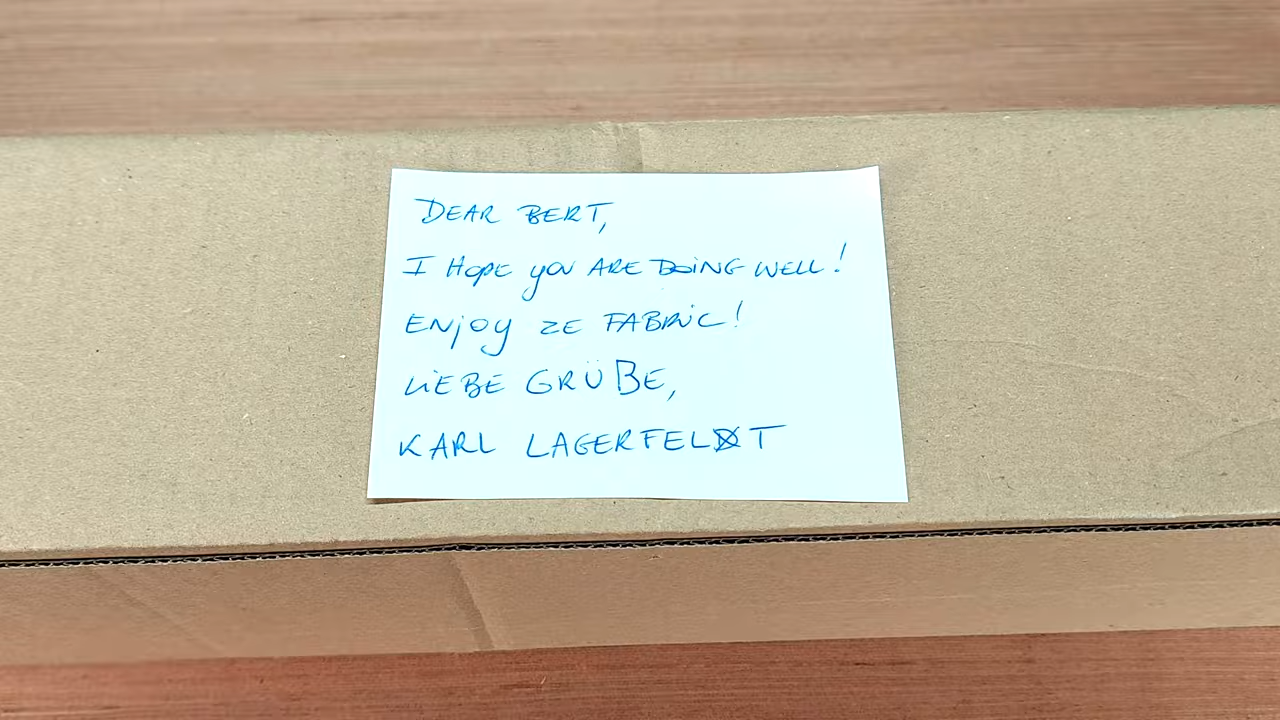 DEAR BERT,
I HOPE YOU ARE DOING WELL!
ENJOY ZE FABRIC!
LIEBE GRÜßE,
KARL LAGERFELT